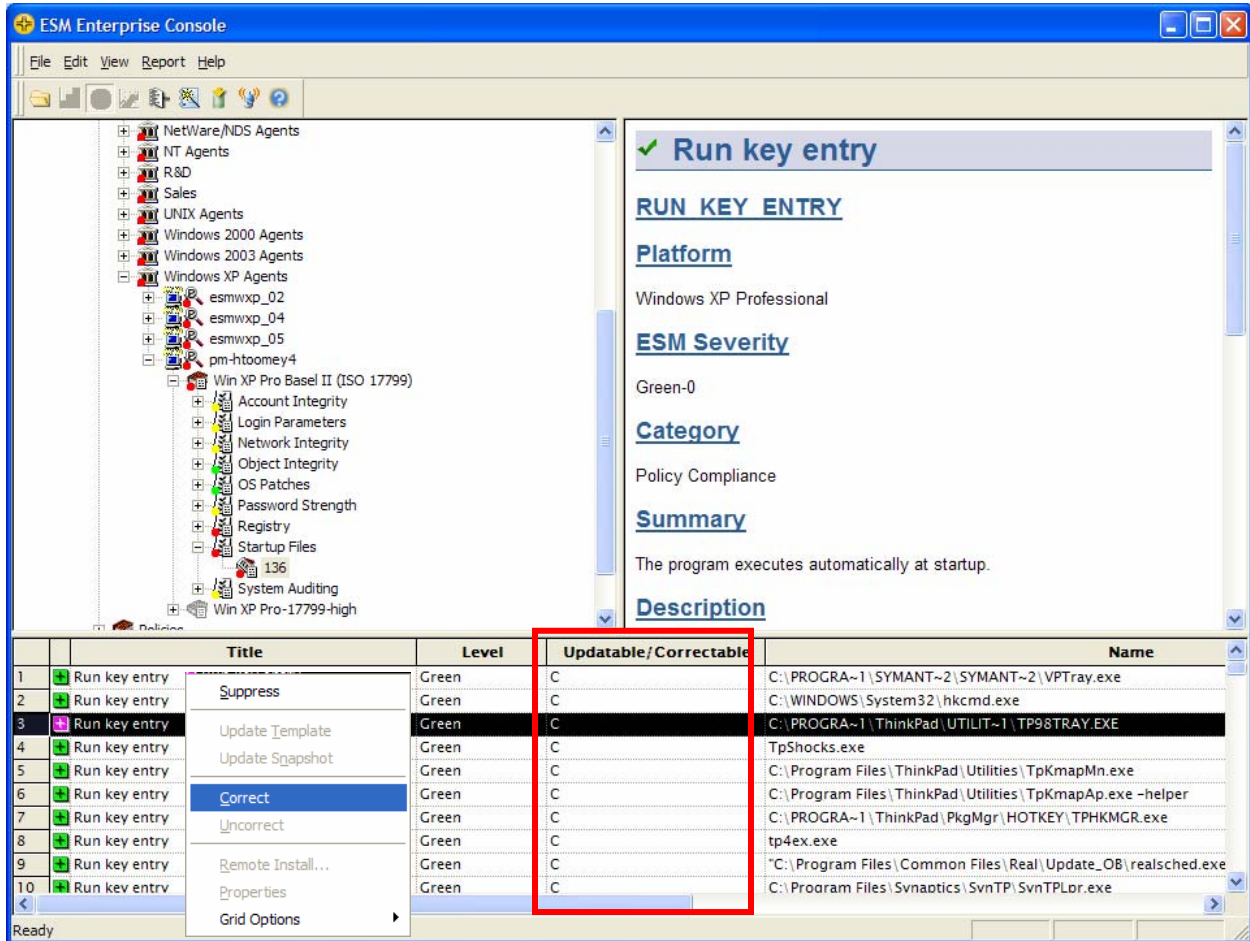 ESM Enterprise Console
File Edit View Report Help
NetWare/NDS Agents
NT Agents
R&D
Sales
UNIX Agents
Windows 2000 Agents
Windows 2003 Agents
Windows XP Agents
esmwxp_02
esmwxp_04
esmwxp_05
pm-htoomey4
Win XP Pro Basel II (ISO 17799)
Account Integrity
Login Parameters
Network Integrity
Object Integrity
OS Patches
Password Strength
Registry
Startup Files
136
System Auditing
Win XP Pro-17799-high
Policies
Run key entry
RUN_KEY_ENTRY
Platform
Windows XP Professional
ESM Severity
Green-0
Category
Policy Compliance
Summary
The program executes automatically at startup.
Description
Title Level Updatable/Correctable Name
1 Run key entry Green C C:\PROGRA~1\SYMANT~2\SYMANT~2\VPTray.exe
2 Run key entry Green C C:\WINDOWS\System32\hkcmd.exe
3 Run key entry Green C C:\PROGRA~1\ThinkPad\UTILIT~1\TP98TRAY.EXE
4 Run key entry Green C TpShocks.exe
5 Run key entry Green C C:\Program Files\ThinkPad\Utilities\TpKmapMn.exe
6 Run key entry Green C C:\Program Files\ThinkPad\Utilities\TpKmapAp.exe -helper
7 Run key entry Green C C:\PROGRA~1\ThinkPad\PkgMgr\HOTKEY\TPHKMGR.exe
8 Run key entry Green C tp4ex.exe
9 Run key entry Green C "C:\Program Files\Common Files\Real\Update_OB\realsched.exe
10 Run key entry Green C C:\Program Files\Synaptics\SynTP\SynTPLpr.exe
Suppress
Update Template
Update Snapshot
Correct
Uncorrect
Remote Install...
Properties
Grid Options
Ready